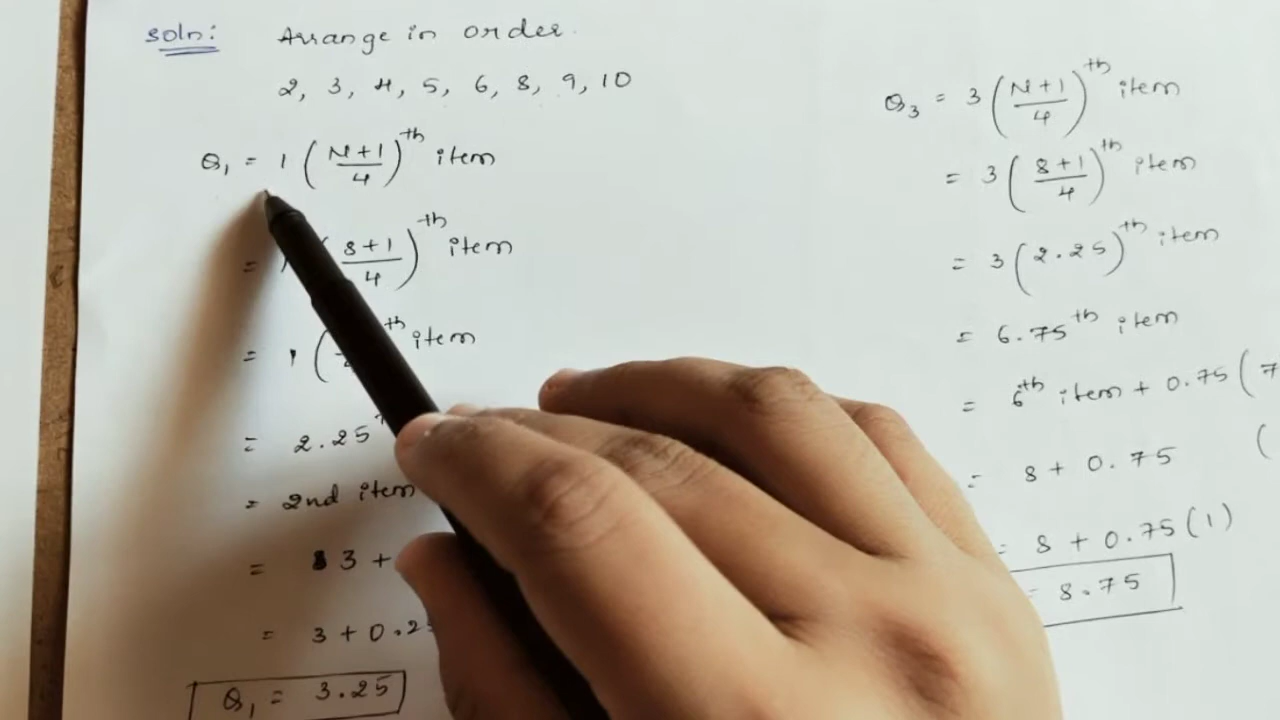 soln: Arrange in order.
2, 3, 4, 5, 6, 8, 9, 10
Q₁ = 1 (N+1/4)ᵗʰ item
= (8+1/4)ᵗʰ item
= 1 ( ᵗʰ item
= 2.25
= 2nd item
= 3 +
= 3 + 0.2
Q₁ = 3.25
Q₃ = 3 (N+1/4)ᵗʰ item
= 3 (8+1/4)ᵗʰ item
= 3 (2.25)ᵗʰ item
= 6.75ᵗʰ item
= 6ᵗʰ item + 0.75 (7
= 8 + 0.75 (
= 8 + 0.75 (1)
= 8.75